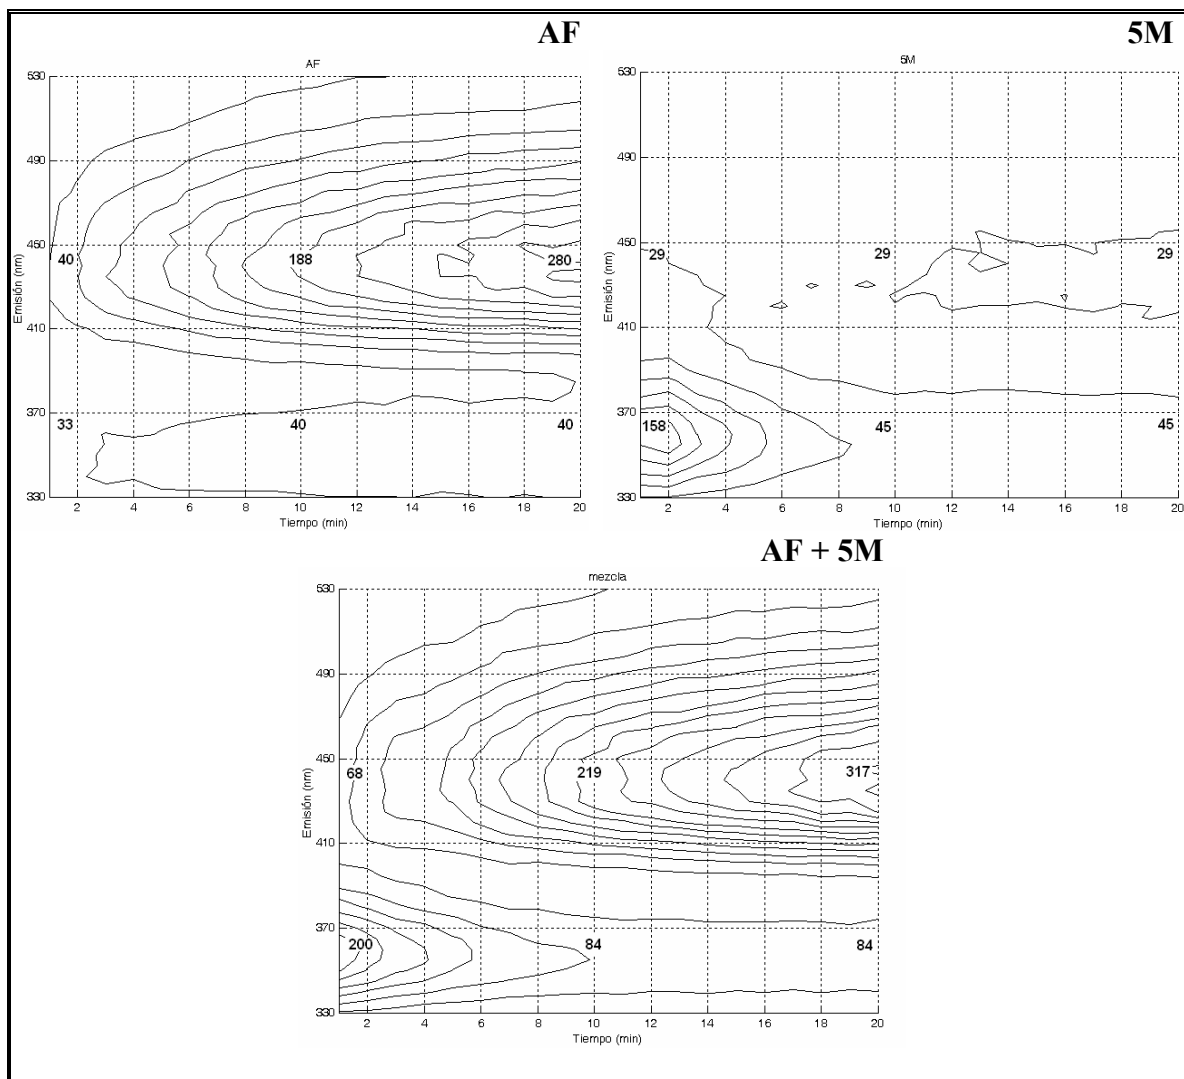 AF
5M
AF
530
490
450
410
370
330
Emisión (nm)
40
188
280
33
40
40
2 4 6 8 10 12 14 16 18 20
Tiempo (min)
5M
530
490
450
410
370
330
Emisión (nm)
29
29
29
158
45
45
2 4 6 8 10 12 14 16 18 20
Tiempo (min)
AF + 5M
mezcla
530
490
450
410
370
330
Emisión (nm)
68
219
317
200
84
84
2 4 6 8 10 12 14 16 18 20
Tiempo (min)